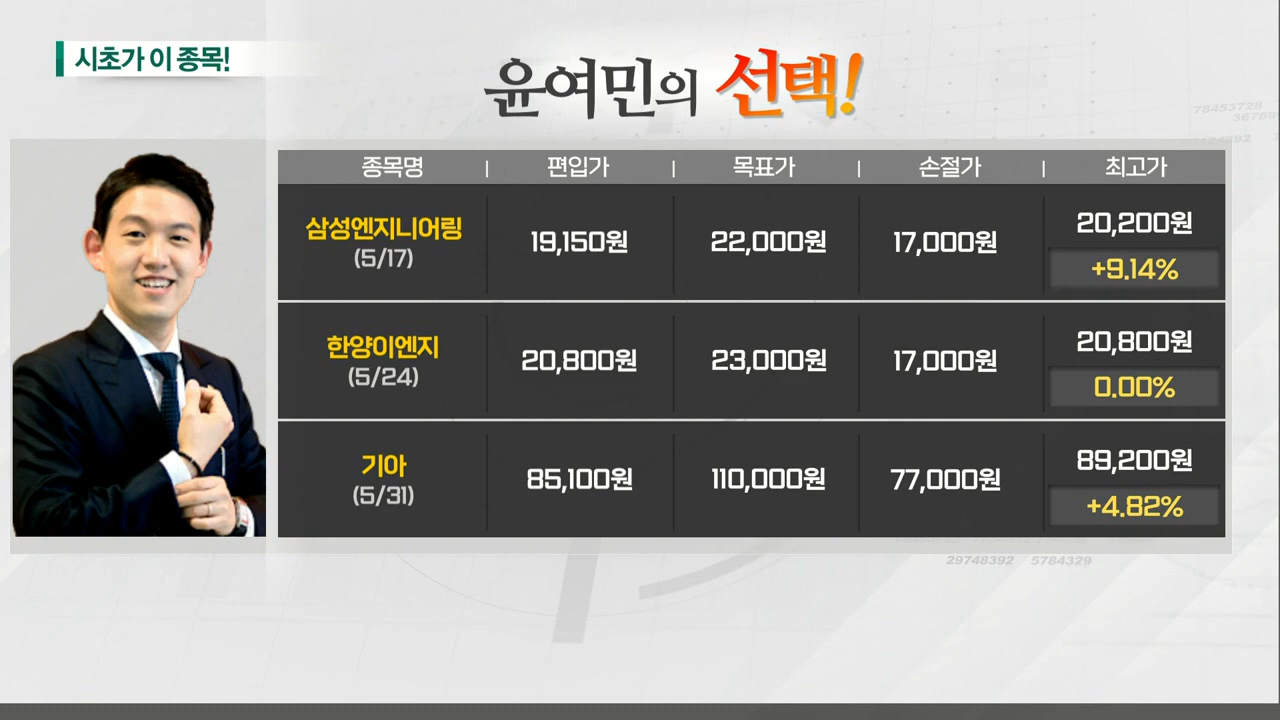 시초가 이 종목!
윤여민의 선택!
종목명 | 편입가 | 목표가 | 손절가 | 최고가
삼성엔지니어링
(5/17)
19,150원
22,000원
17,000원
20,200원
+9.14%
한양이엔지
(5/24)
20,800원
23,000원
17,000원
20,800원
0.00%
기아
(5/31)
85,100원
110,000원
77,000원
89,200원
+4.82%
78453728
29748392 5784329